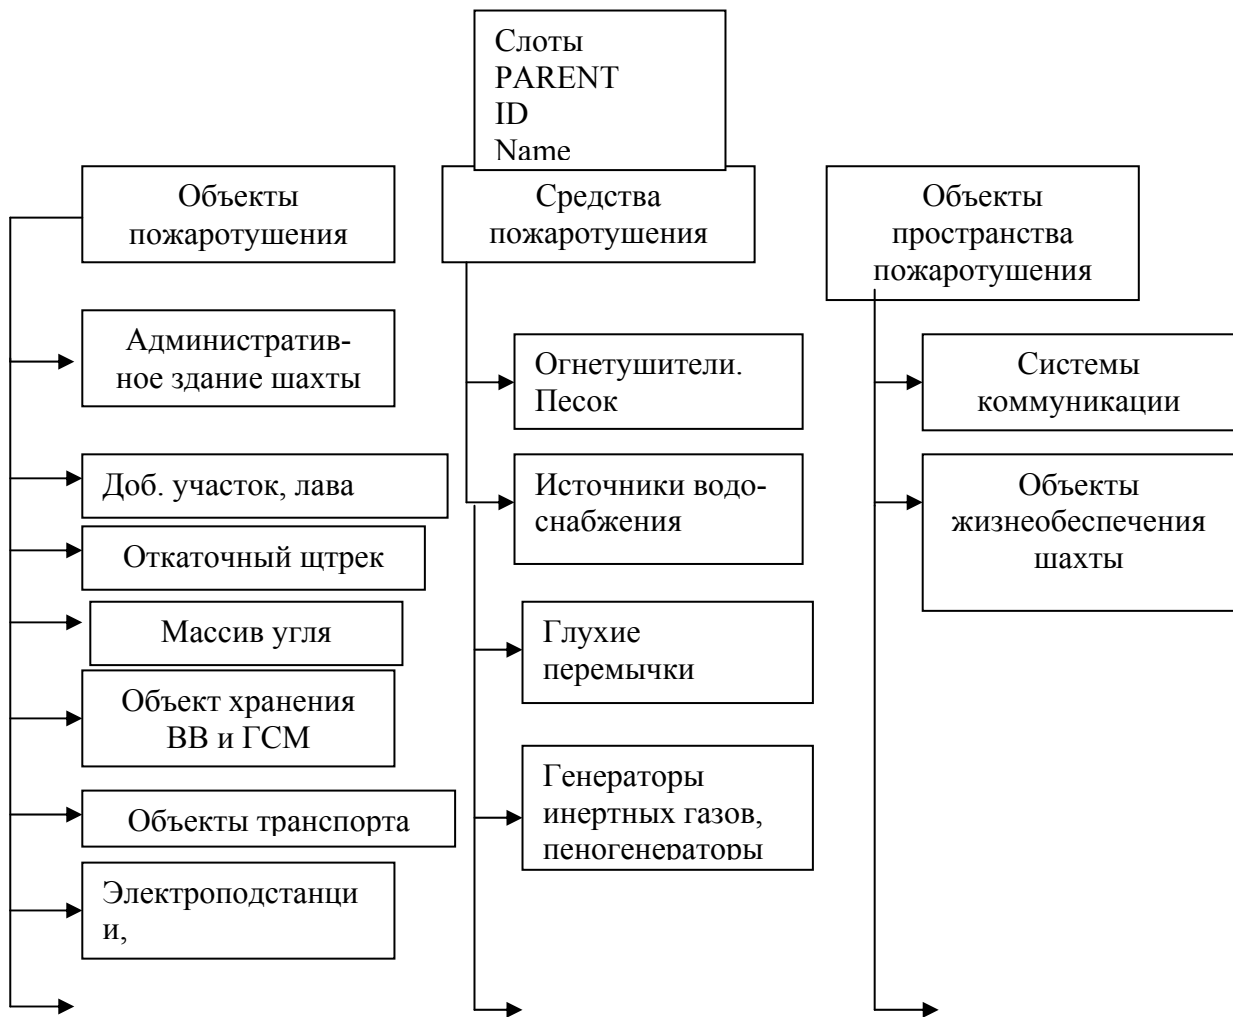 Слоты
PARENT
ID
Name
Объекты
пожаротушения
Средства
пожаротушения
Объекты
пространства
пожаротушения
Административ-
ное здание шахты
Доб. участок, лава
Откаточный щтрек
Массив угля
Объект хранения
ВВ и ГСМ
Объекты транспорта
Электроподстанци
и,
Огнетушители.
Песок
Источники водо-
снабжения
Глухие
перемычки
Генераторы
инертных газов,
пеногенераторы
Системы
коммуникации
Объекты
жизнеобеспечения
шахты